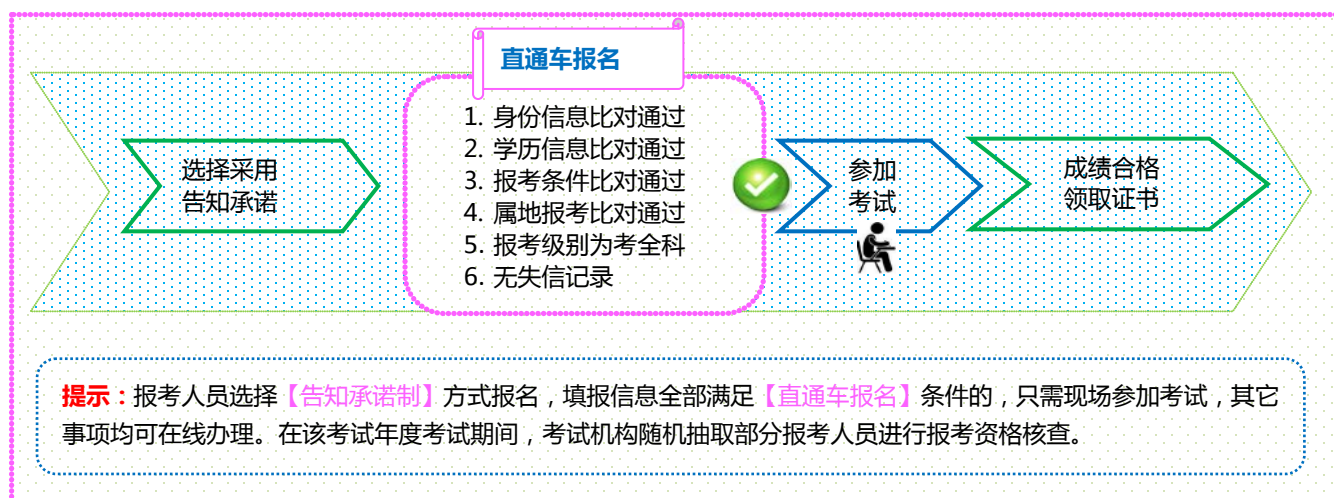 直通车报名
选择采用
告知承诺
1. 身份信息比对通过
2. 学历信息比对通过
3. 报考条件比对通过
4. 属地报考比对通过
5. 报考级别为考全科
6. 无失信记录
参加
考试
成绩合格
领取证书
提示：报考人员选择【告知承诺制】方式报名，填报信息全部满足【直通车报名】条件的，只需现场参加考试，其它
事项均可在线办理。在该考试年度考试期间，考试机构随机抽取部分报考人员进行报考资格核查。